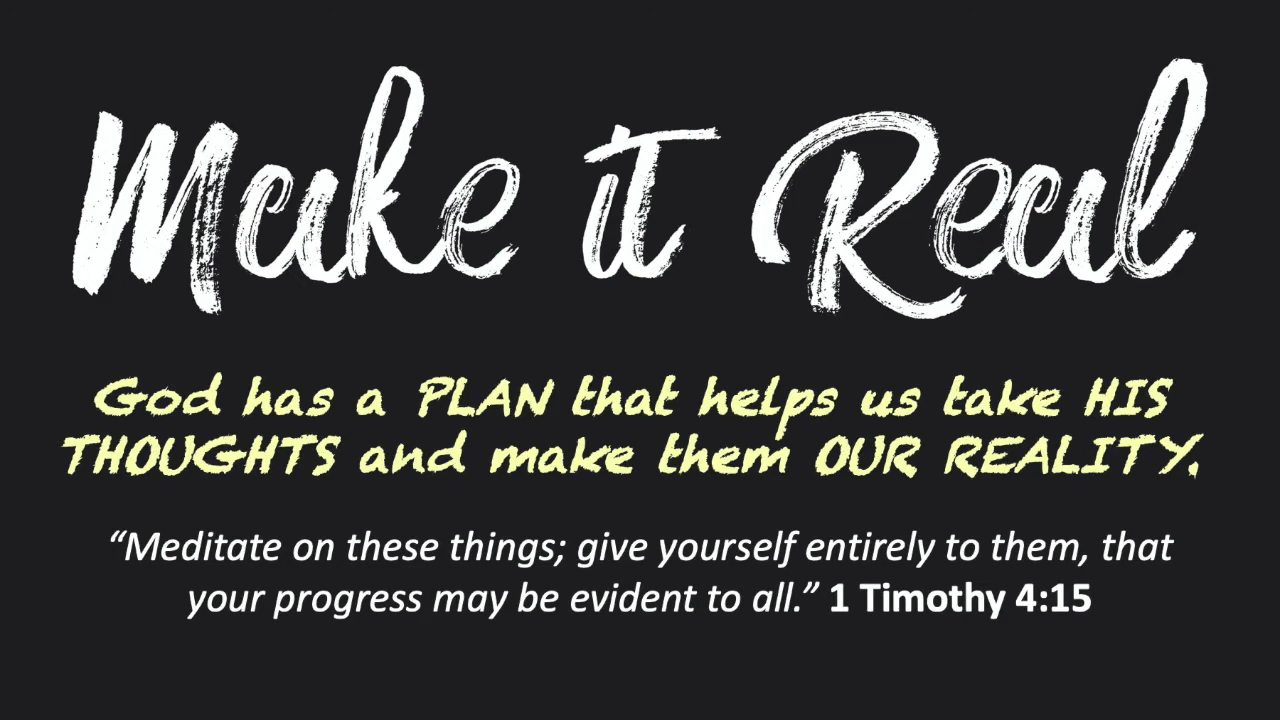 Make it Real
God has a PLAN that helps us take HIS
THOUGHTS and make them OUR REALITY.
“Meditate on these things; give yourself entirely to them, that
your progress may be evident to all.” 1 Timothy 4:15